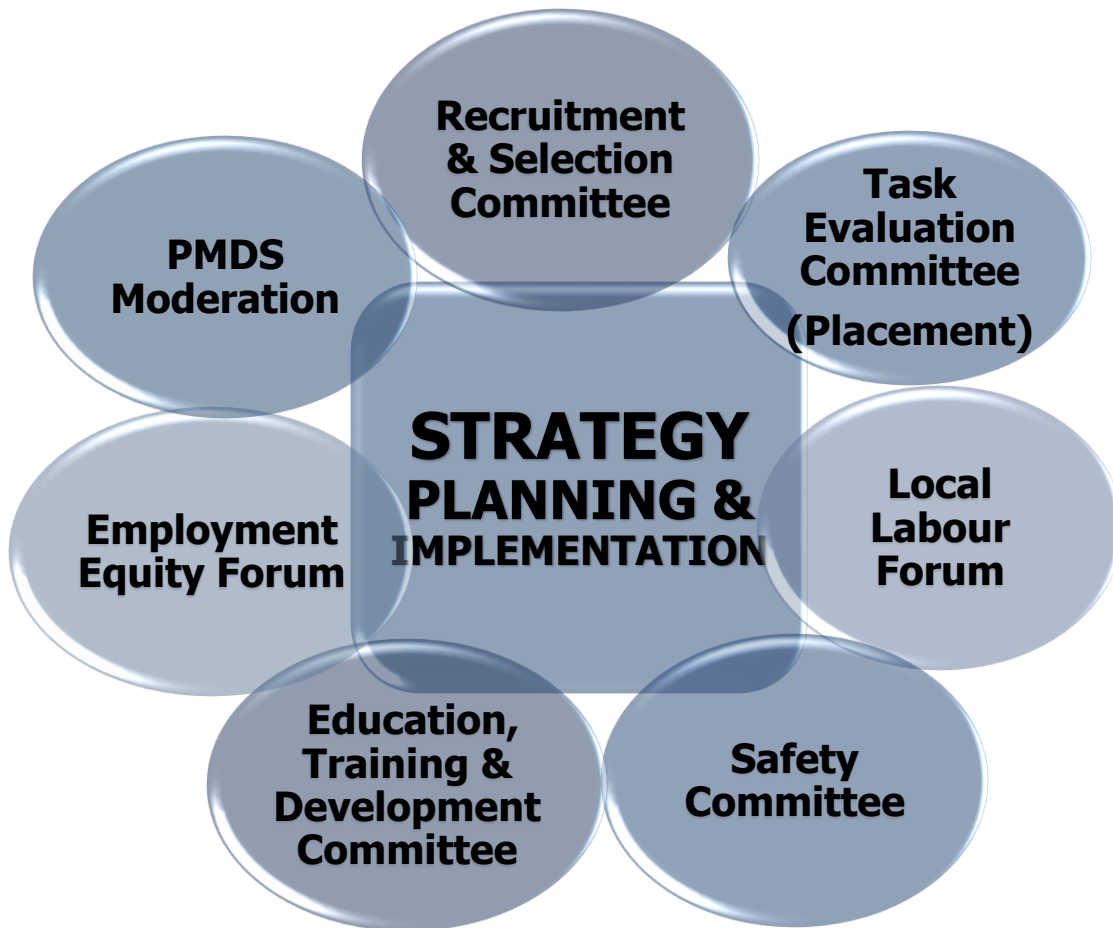 Recruitment
& Selection
Committee
Task
Evaluation
Committee
(Placement)
PMDS
Moderation
STRATEGY
PLANNING &
IMPLEMENTATION
Local
Labour
Forum
Employment
Equity Forum
Education,
Training &
Development
Committee
Safety
Committee